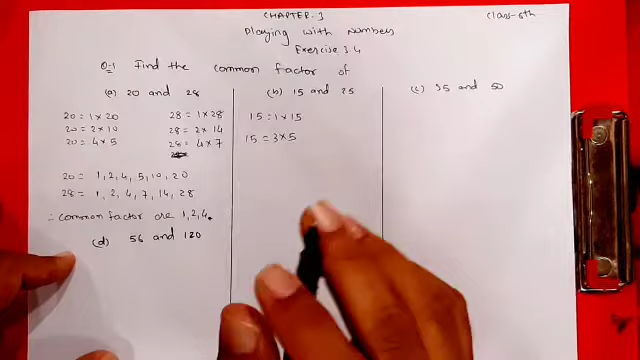 CHAPTER-3
Class-6th
Playing with Numbers
Exercise 3.4
Q.1 Find the common factor of
(a) 20 and 28
20 = 1×20
28 = 1×28
20 = 2×10
28 = 2×14
20 = 4×5
28 = 4×7
20 = 1, 2, 4, 5, 10, 20
28 = 1, 2, 4, 7, 14, 28
∴ common factor are 1, 2, 4.
(b) 15 and 25
15 = 1×15
15 = 3×5
(c) 35 and 50
(d) 56 and 120